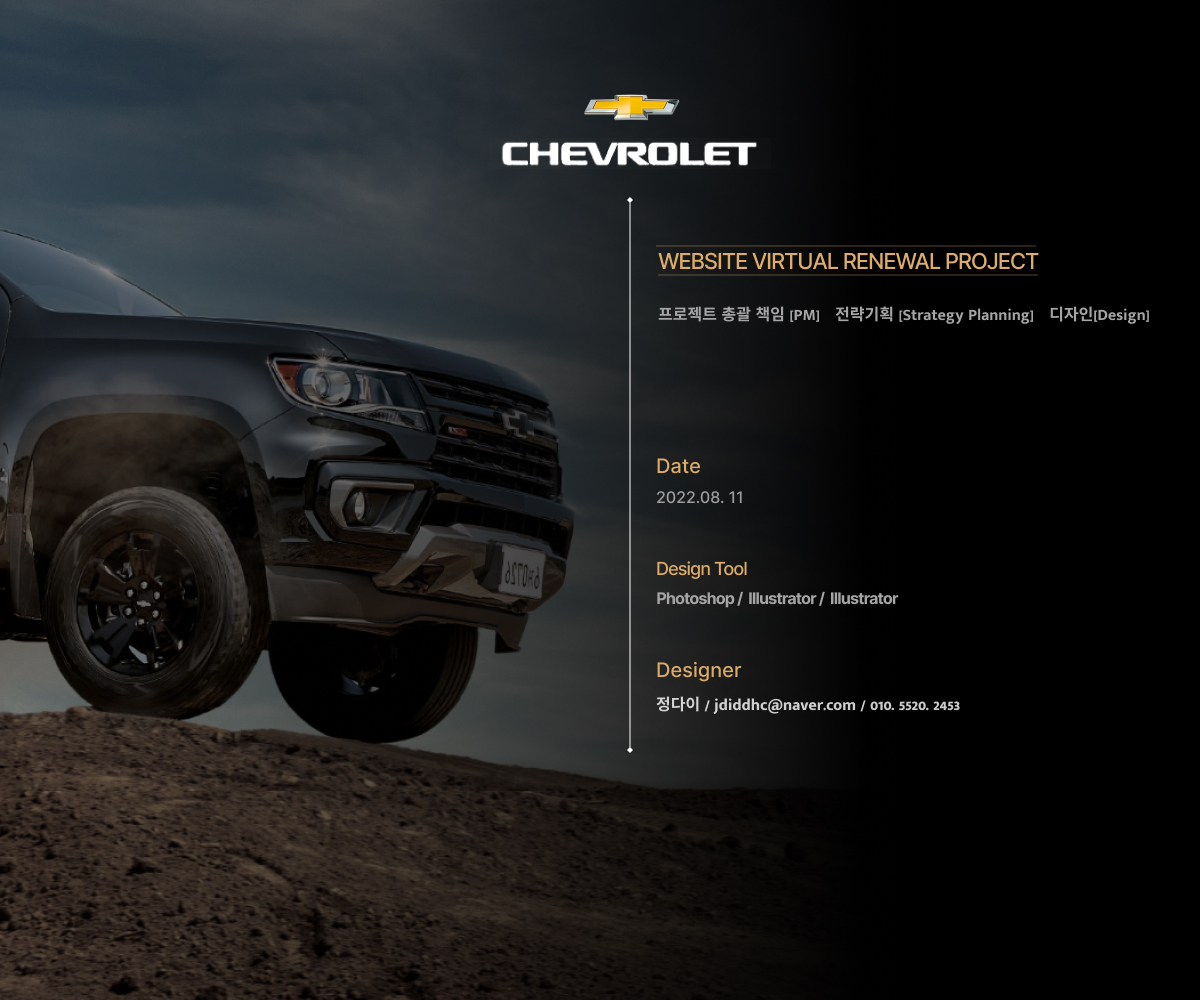 CHEVROLET
WEBSITE VIRTUAL RENEWAL PROJECT
프로젝트 총괄 책임 [PM] 전략기획 [Strategy Planning] 디자인[Design]
Date
2022.08. 11
Design Tool
Photoshop / Illustrator / Illustrator
Designer
정다이 / jdiddhc@naver.com / 010. 5520. 2453